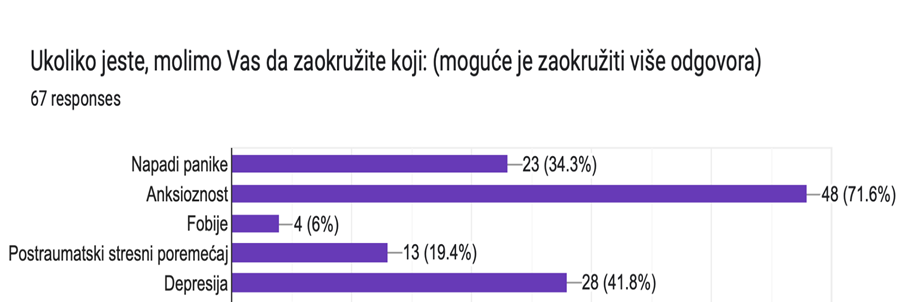 Ukoliko jeste, molimo Vas da zaokružite koji: (moguće je zaokružiti više odgovora)
67 responses
Napadi panike 23 (34.3%)
Anksioznost 48 (71.6%)
Fobije 4 (6%)
Postraumatski stresni poremećaj 13 (19.4%)
Depresija 28 (41.8%)